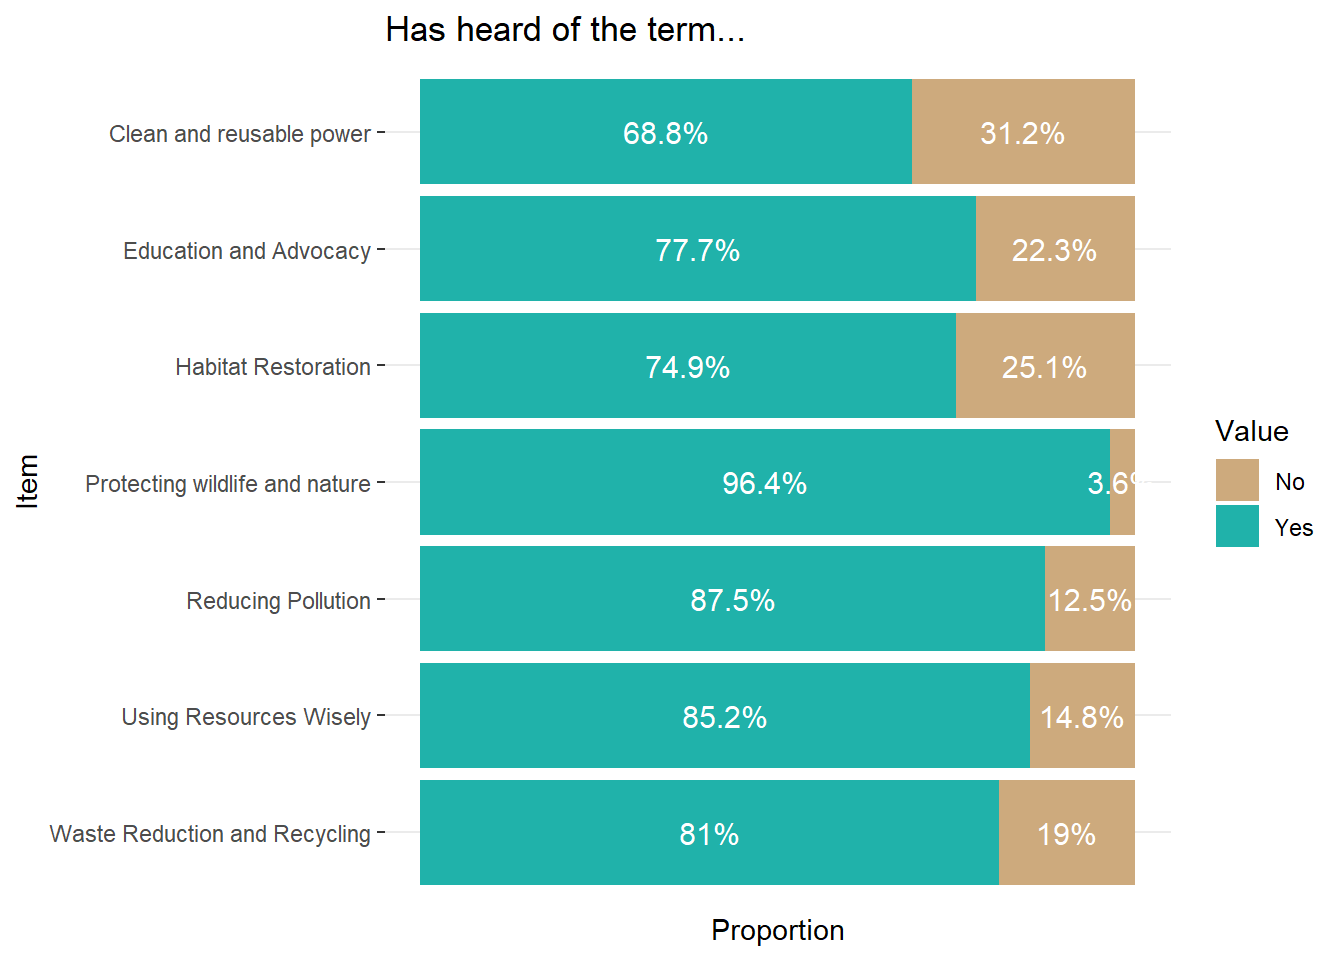 Has heard of the term...
Clean and reusable power
68.8%
31.2%
Education and Advocacy
77.7%
22.3%
Habitat Restoration
74.9%
25.1%
Protecting wildlife and nature
96.4%
3.6%
Reducing Pollution
87.5%
12.5%
Using Resources Wisely
85.2%
14.8%
Waste Reduction and Recycling
81%
19%
Item
Proportion
Value
No
Yes